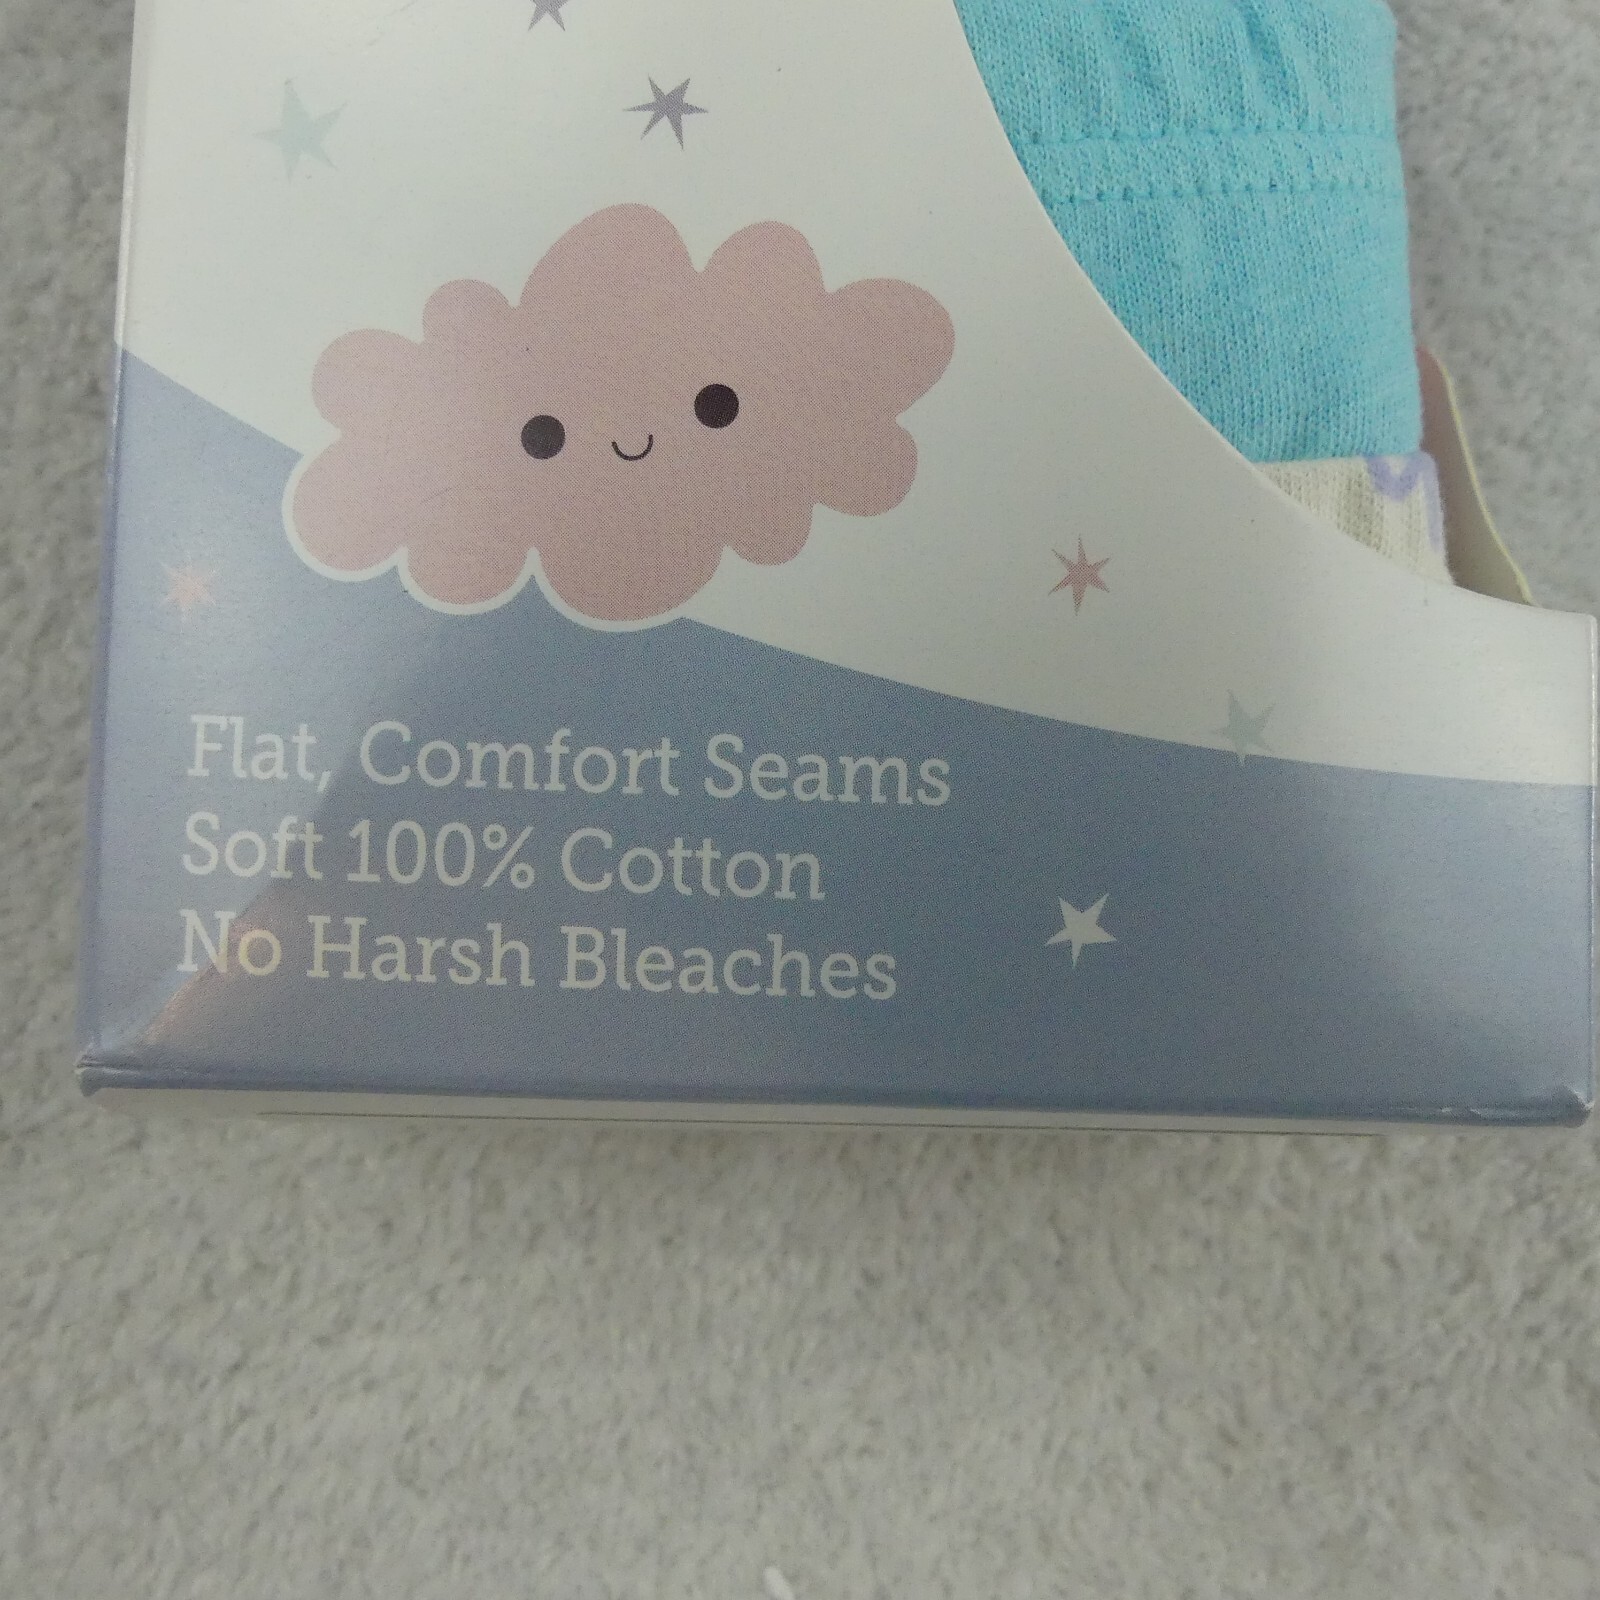 Flat, Comfort Seams
Soft 100% Cotton
No Harsh Bleaches